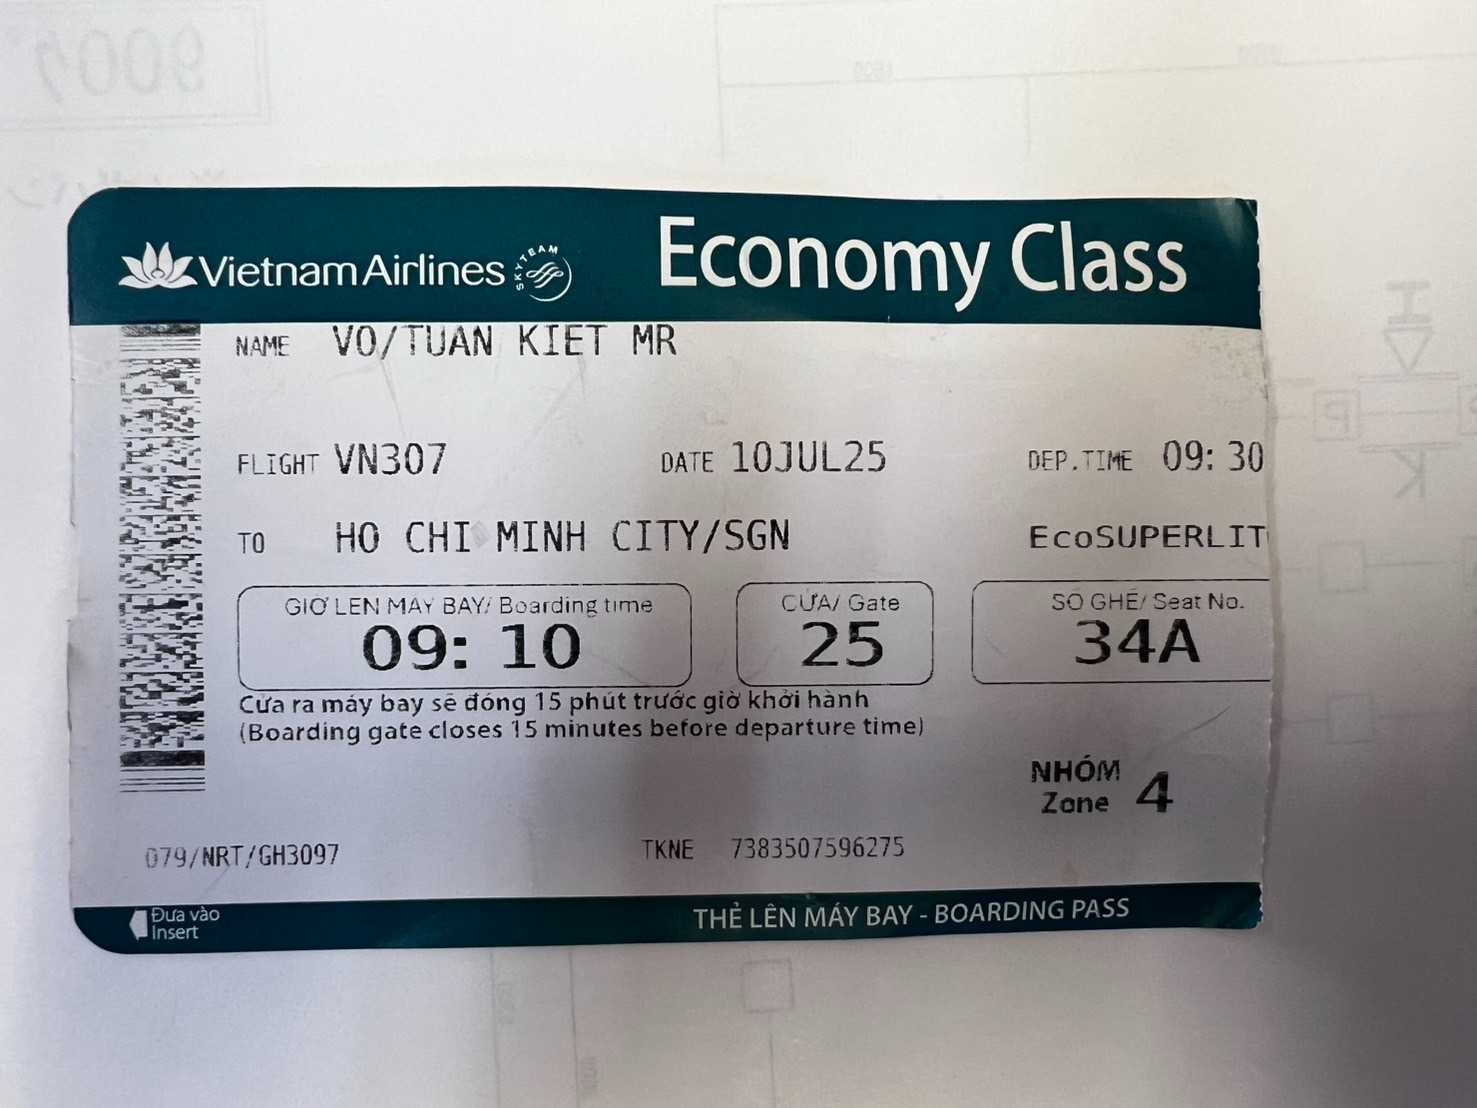 Vietnam Airlines SKYTEAM Economy Class
NAME VO/TUAN KIET MR
FLIGHT VN307 DATE 10JUL25 DEP.TIME 09: 30
TO HO CHI MINH CITY/SGN EcoSUPERLIT
GIỜ LÊN MÁY BAY/ Boarding time CỬA/ Gate SỐ GHẾ/ Seat No.
09: 10 25 34A
Cửa ra máy bay sẽ đóng 15 phút trước giờ khởi hành
(Boarding gate closes 15 minutes before departure time)
NHÓM
Zone 4
079/NRT/GH3097 TKNE 7383507596275
Đưa vào
Insert
THẺ LÊN MÁY BAY - BOARDING PASS